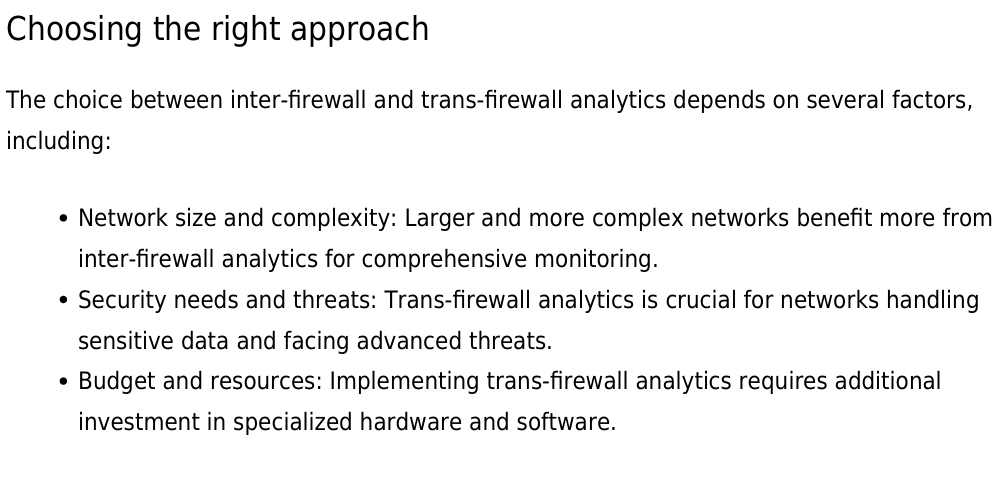 Choosing the right approach
The choice between inter-firewall and trans-firewall analytics depends on several factors,
including:
• Network size and complexity: Larger and more complex networks benefit more from
inter-firewall analytics for comprehensive monitoring.
• Security needs and threats: Trans-firewall analytics is crucial for networks handling
sensitive data and facing advanced threats.
• Budget and resources: Implementing trans-firewall analytics requires additional
investment in specialized hardware and software.